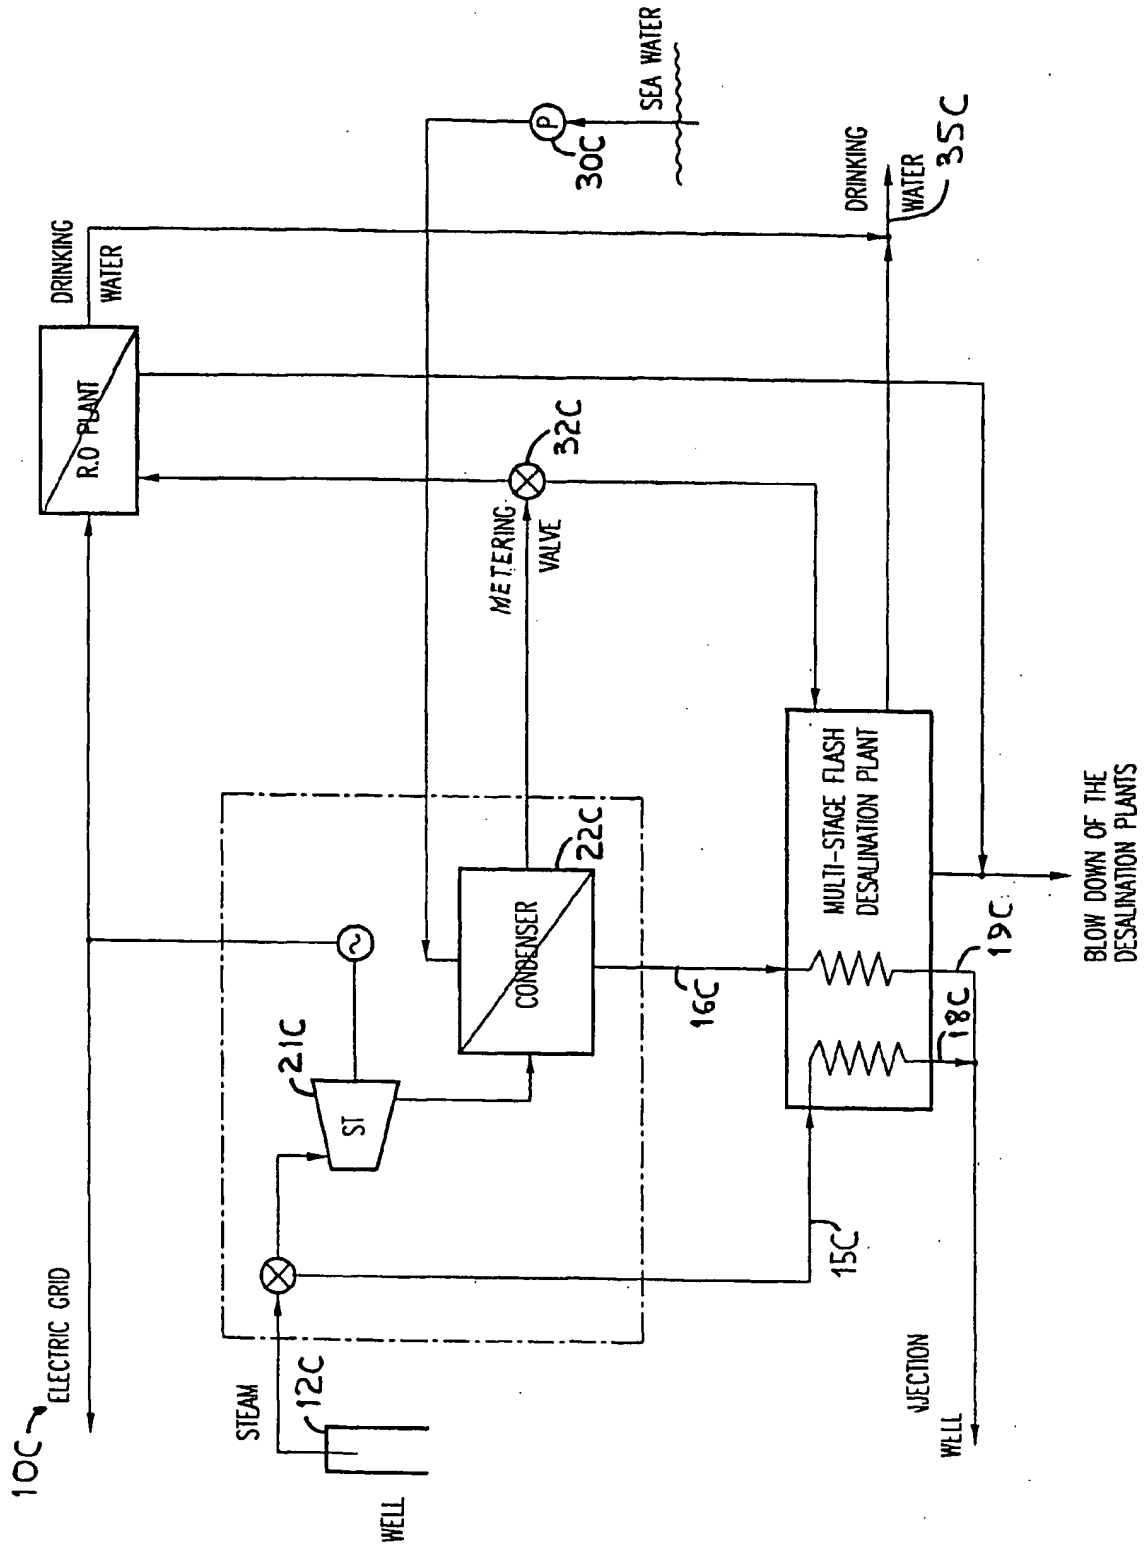 10C
ELECTRIC GRID
STEAM
12C
WELL
21C
ST
CONDENSER
22C
METERING
VALVE
32C
R.O PLANT
DRINKING
WATER
P
30C
SEA WATER
DRINKING
WATER
35C
15C
16C
MULTI-STAGE FLASH
DESALINATION PLANT
18C
19C
NJECTION
WELL
BLOW DOWN OF THE
DESALINATION PLANTS